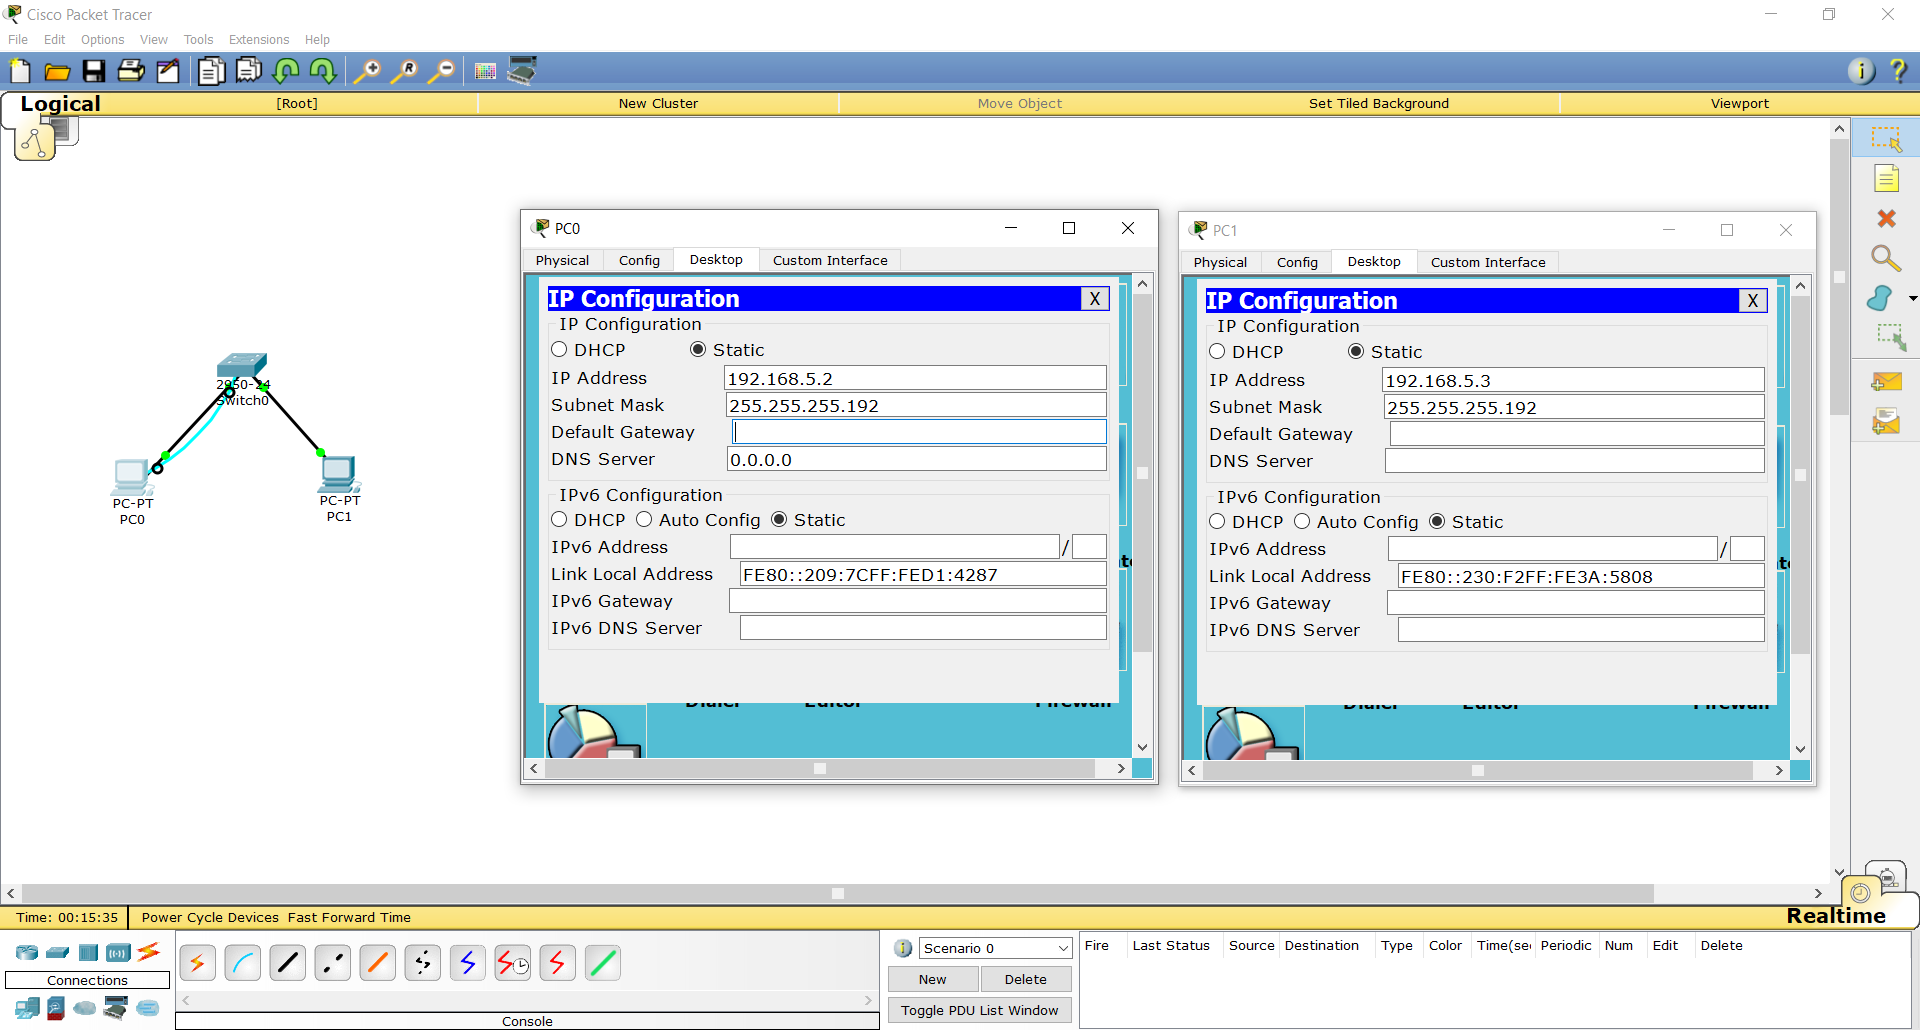 Cisco Packet Tracer
File Edit Options View Tools Extensions Help
Logical [Root] New Cluster Move Object Set Tiled Background Viewport
2950-24
Switch0
PC-PT
PC0
PC-PT
PC1
PC0
Physical Config Desktop Custom Interface
IP Configuration X
IP Configuration
DHCP Static
IP Address 192.168.5.2
Subnet Mask 255.255.255.192
Default Gateway
DNS Server 0.0.0.0
IPv6 Configuration
DHCP Auto Config Static
IPv6 Address /
Link Local Address FE80::209:7CFF:FED1:4287
IPv6 Gateway
IPv6 DNS Server
Dialer Editor Firewall
PC1
Physical Config Desktop Custom Interface
IP Configuration X
IP Configuration
DHCP Static
IP Address 192.168.5.3
Subnet Mask 255.255.255.192
Default Gateway
DNS Server
IPv6 Configuration
DHCP Auto Config Static
IPv6 Address /
Link Local Address FE80::230:F2FF:FE3A:5808
IPv6 Gateway
IPv6 DNS Server
Dialer Editor Firewall
Time: 00:15:35 Power Cycle Devices Fast Forward Time
Realtime
Connections
Console
Scenario 0
New Delete
Toggle PDU List Window
Fire Last Status Source Destination Type Color Time(sec Periodic Num Edit Delete